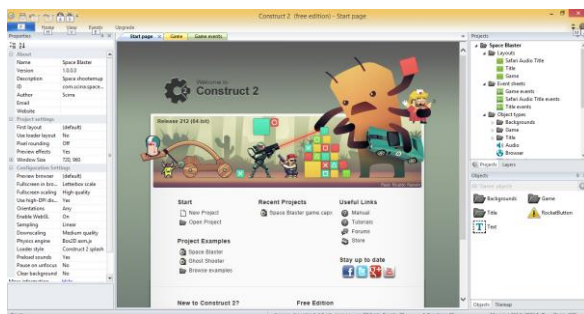 Construct 2 (free edition) - Start page
File Home View Events Upgrade
Properties
About
Name Space Blaster
Version 1.0.0.0
Description Space shootemup
ID com.scirra.space...
Author Scirra
Email
Website
Project settings
First layout (default)
Use loader layout No
Pixel rounding Off
Preview effects Yes
Window Size 720, 960
Configuration Settings
Preview browser (default)
Fullscreen in bro... Letterbox scale
Fullscreen scaling High quality
Use high-DPI dis... Yes
Orientations Any
Enable WebGL On
Sampling Linear
Downscaling Medium quality
Physics engine Box2D asm.js
Loader style Construct 2 splash
Preload sounds Yes
Pause on unfocus No
Clear background No
Start page Game Game events
Welcome to
Construct 2
Release 212 (64-bit)
Start
New Project
Open Project
Project Examples
Space Blaster
Ghost Shooter
Browse examples
Recent Projects
Space Blaster game.capx
Useful Links
Manual
Tutorials
Forums
Store
Stay up to date
New to Construct 2?
Free Edition
Projects
Space Blaster
Layouts
Safari Audio Title
Title
Game
Event sheets
Game events
Safari Audio Title events
Title events
Object types
Backgrounds
Game
Title
Audio
Browser
Projects Layers
Objects
Backgrounds
Game
Title
RocketButton
Text
Objects Tilemap